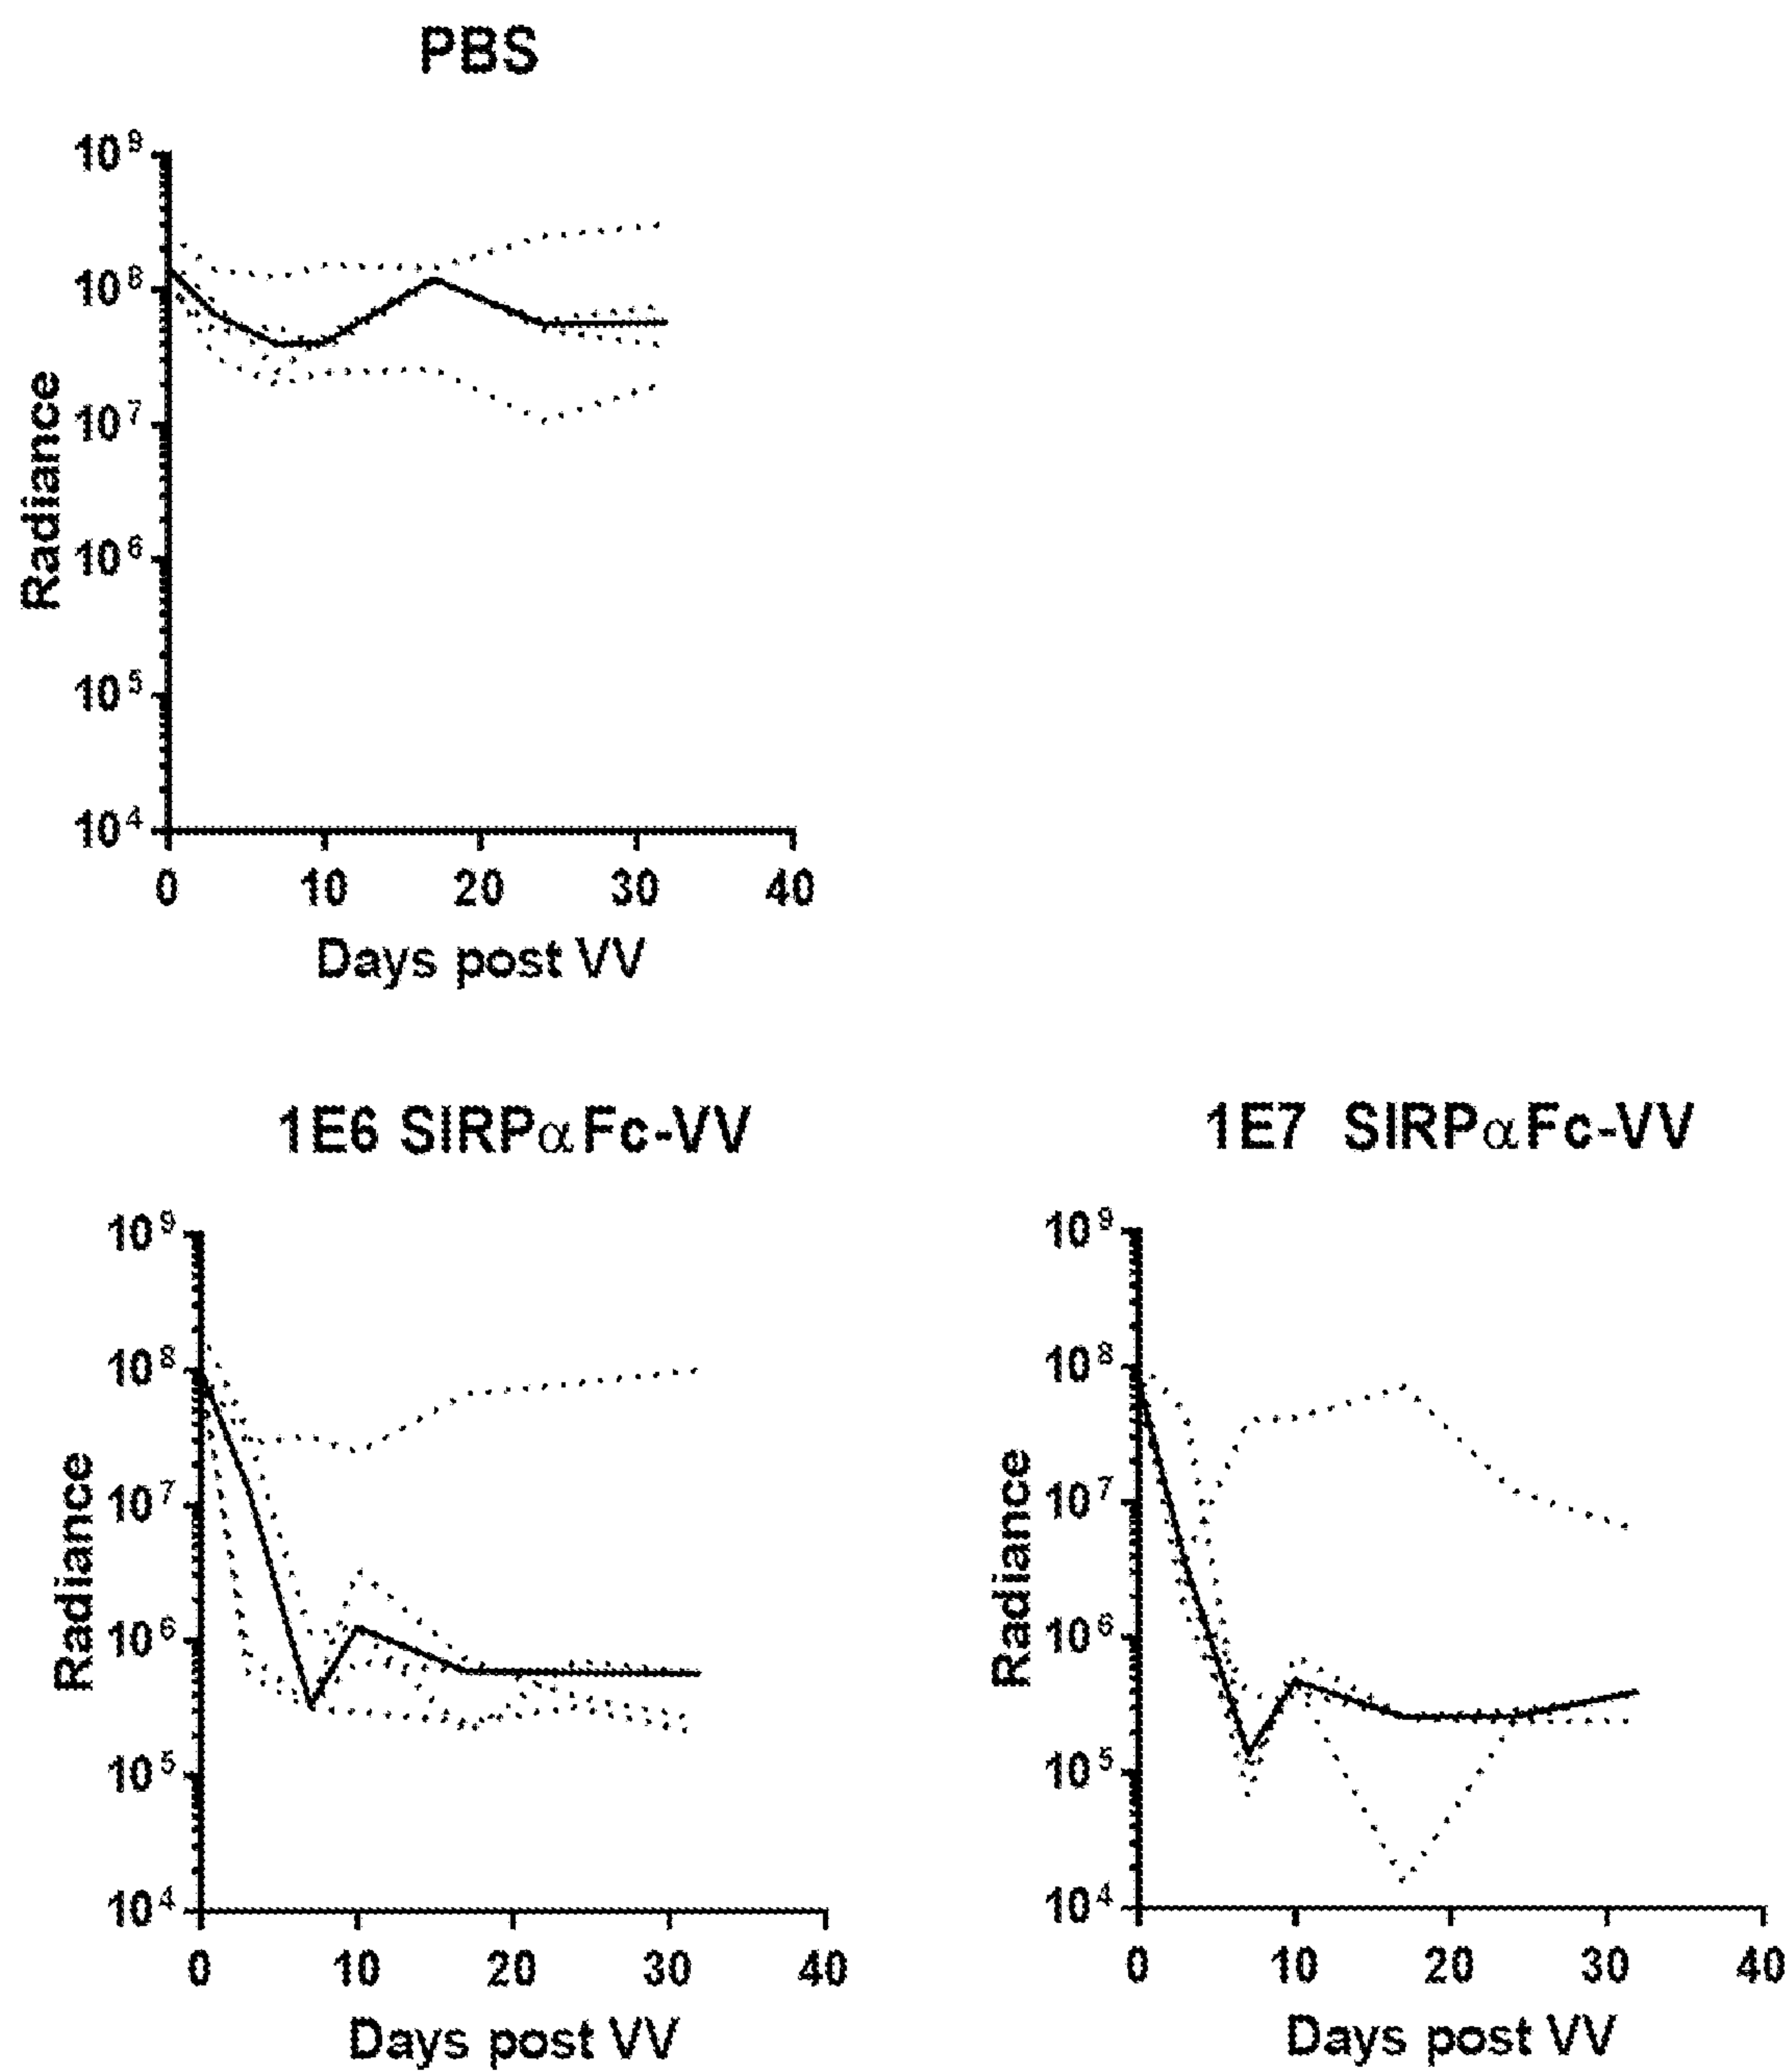 PBS
Radiance
10⁹
10⁸
10⁷
10⁶
10⁵
10⁴
0 10 20 30 40
Days post VV
1E6 SIRPαFc-VV
Radiance
10⁹
10⁸
10⁷
10⁶
10⁵
10⁴
0 10 20 30 40
Days post VV
1E7 SIRPαFc-VV
Radiance
10⁹
10⁸
10⁷
10⁶
10⁵
10⁴
0 10 20 30 40
Days post VV